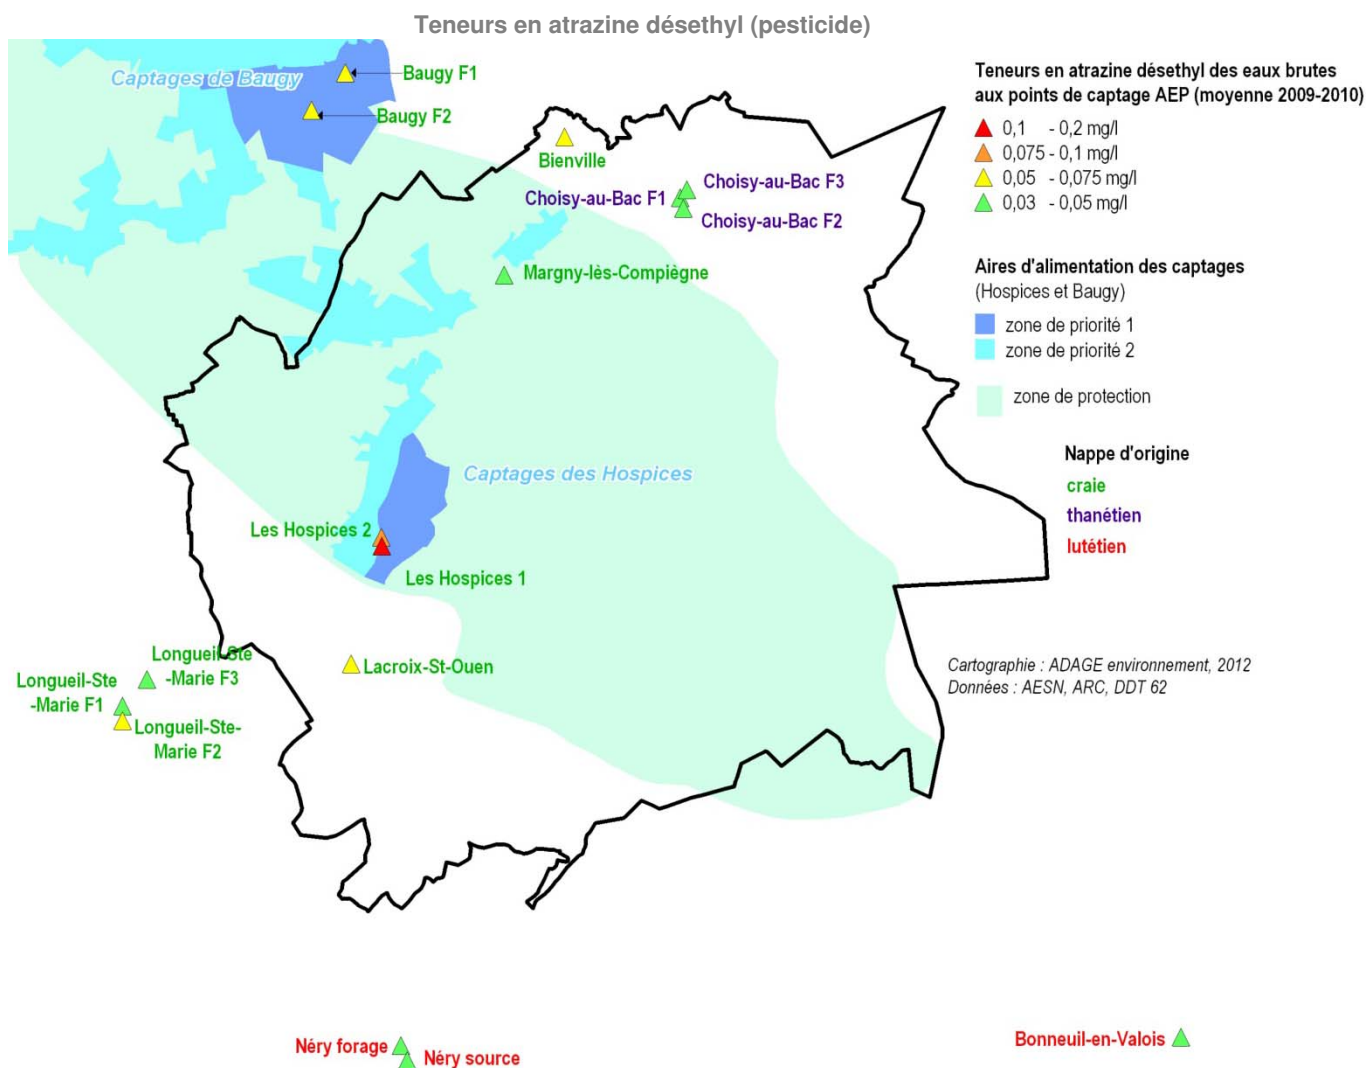 Teneurs en atrazine désethyl (pesticide)
Captages de Baugy
Baugy F1
Baugy F2
Bienville
Choisy-au-Bac F3
Choisy-au-Bac F1
Choisy-au-Bac F2
Margny-lès-Compiègne
Captages des Hospices
Les Hospices 2
Les Hospices 1
Lacroix-St-Ouen
Longueil-Ste
-Marie F3
Longueil-Ste
-Marie F1
Longueil-Ste-
Marie F2
Néry forage
Néry source
Bonneuil-en-Valois
Teneurs en atrazine désethyl des eaux brutes
aux points de captage AEP (moyenne 2009-2010)
0,1 - 0,2 mg/l
0,075 - 0,1 mg/l
0,05 - 0,075 mg/l
0,03 - 0,05 mg/l
Aires d'alimentation des captages
(Hospices et Baugy)
zone de priorité 1
zone de priorité 2
zone de protection
Nappe d'origine
craie
thanétien
lutétien
Cartographie : ADAGE environnement, 2012
Données : AESN, ARC, DDT 62